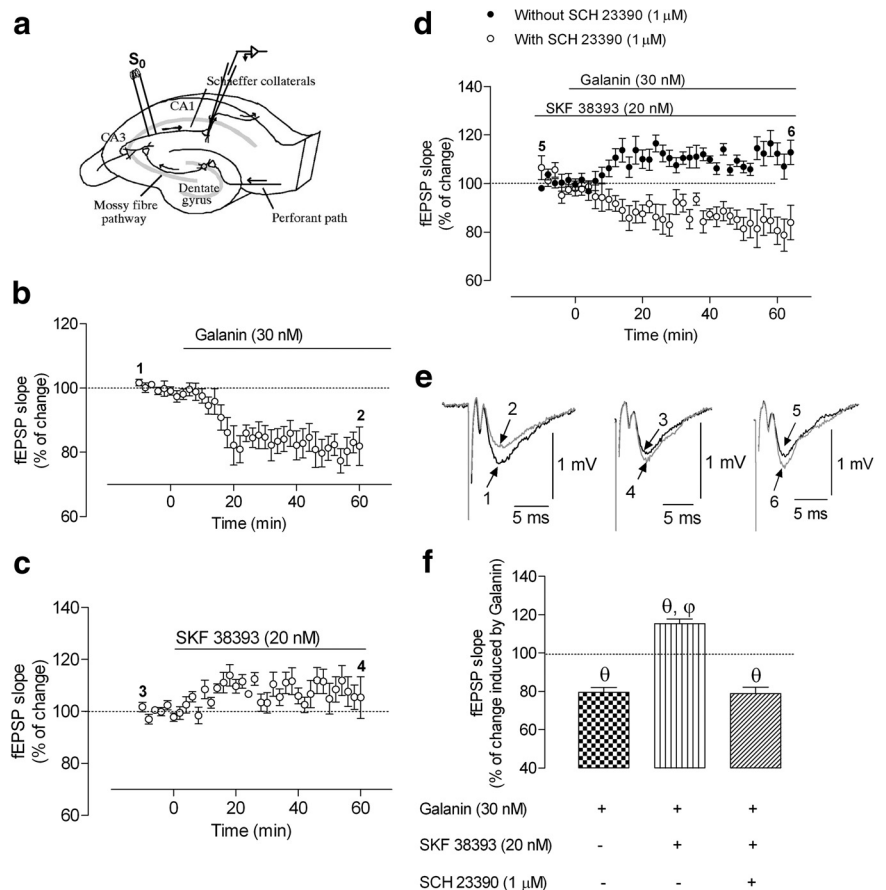 a
S0
Schaeffer collaterals
CA1
CA3
Dentate
gyrus
Mossy fibre
pathway
Perforant path
b
120
100
80
60
fEPSP slope
(% of change)
Galanin (30 nM)
1
2
0 20 40 60
Time (min)
c
140
120
100
80
60
fEPSP slope
(% of change)
SKF 38393 (20 nM)
3
4
0 20 40 60
Time (min)
d
Without SCH 23390 (1 μM)
With SCH 23390 (1 μM)
140
120
100
80
60
fEPSP slope
(% of change)
Galanin (30 nM)
SKF 38393 (20 nM)
5
6
0 20 40 60
Time (min)
e
2
1
1 mV
5 ms
3
4
1 mV
5 ms
5
6
1 mV
5 ms
f
140
120
100
80
60
40
fEPSP slope
(% of change induced by Galanin)
θ
θ, φ
θ
Galanin (30 nM) + + +
SKF 38393 (20 nM) - + +
SCH 23390 (1 μM) - - +